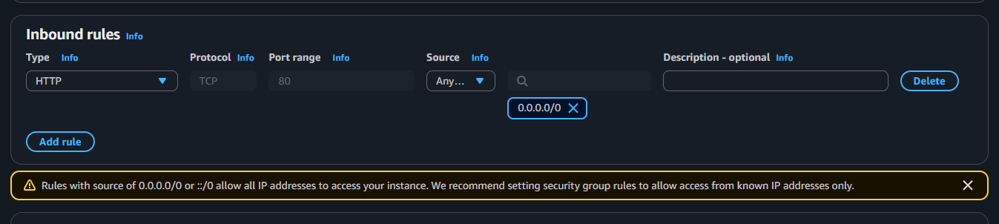 Inbound rules Info
Type Info Protocol Info Port range Info Source Info Description - optional Info
HTTP TCP 80 Any... Delete
0.0.0.0/0
Add rule
Rules with source of 0.0.0.0/0 or ::/0 allow all IP addresses to access your instance. We recommend setting security group rules to allow access from known IP addresses only.